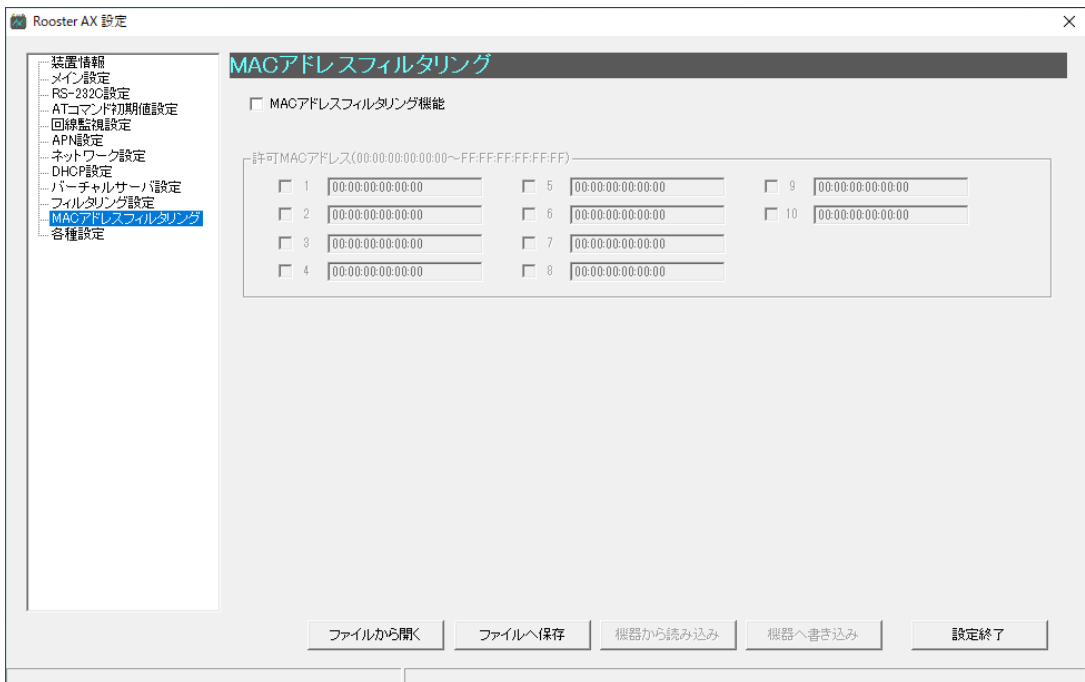 Rooster AX 設定
装置情報
メイン設定
RS-232C設定
ATコマンド初期値設定
回線監視設定
APN設定
ネットワーク設定
DHCP設定
バーチャルサーバ設定
フィルタリング設定
MACアドレスフィルタリング
各種設定
MACアドレスフィルタリング
MACアドレスフィルタリング機能
許可MACアドレス(00:00:00:00:00:00～FF:FF:FF:FF:FF:FF)
1 00:00:00:00:00:00 5 00:00:00:00:00:00 9 00:00:00:00:00:00
2 00:00:00:00:00:00 6 00:00:00:00:00:00 10 00:00:00:00:00:00
3 00:00:00:00:00:00 7 00:00:00:00:00:00
4 00:00:00:00:00:00 8 00:00:00:00:00:00
ファイルから開く ファイルへ保存 機器から読み込み 機器へ書き込み 設定終了